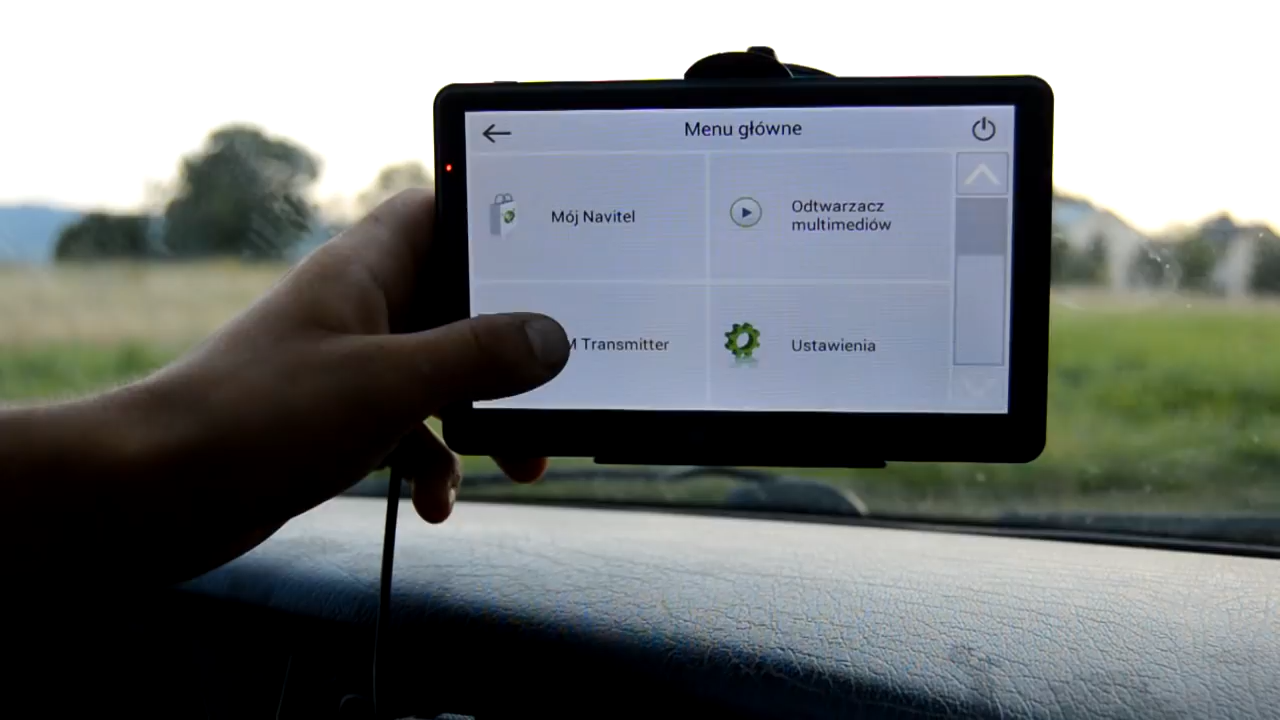 Menu główne
Mój Navitel
Odtwarzacz
multimediów
Transmitter
Ustawienia